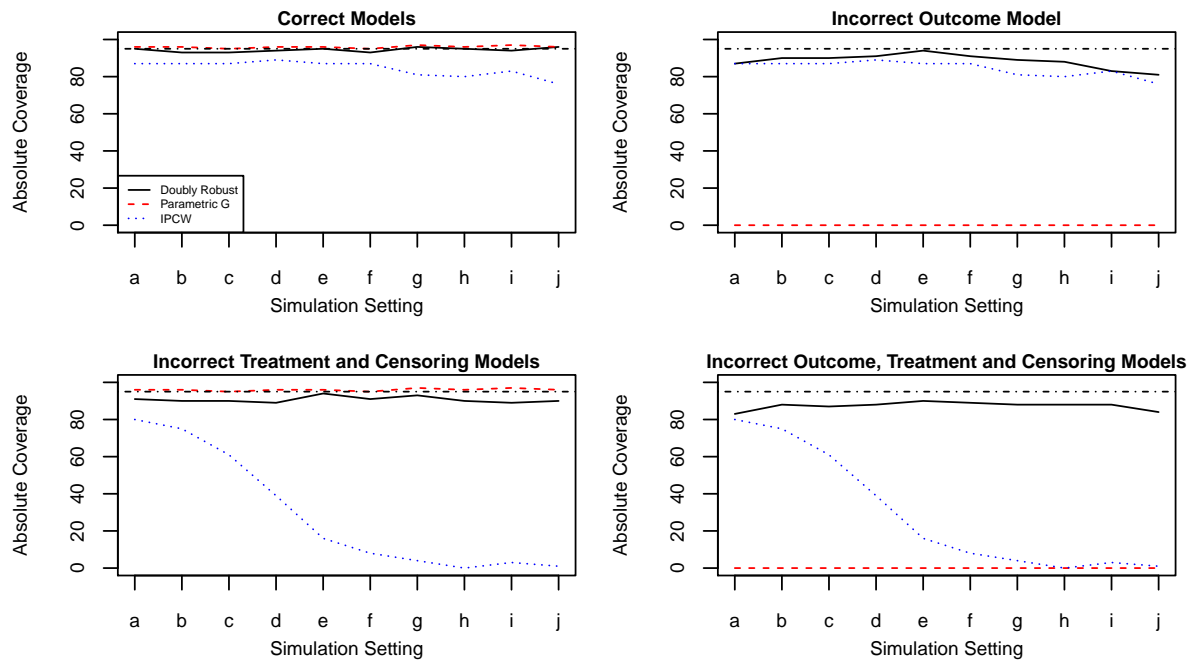 Correct Models
Absolute Coverage
0 20 40 60 80
Doubly Robust
Parametric G
IPCW
a b c d e f g h i j
Simulation Setting
Incorrect Outcome Model
Absolute Coverage
0 20 40 60 80
a b c d e f g h i j
Simulation Setting
Incorrect Treatment and Censoring Models
Absolute Coverage
0 20 40 60 80
a b c d e f g h i j
Simulation Setting
Incorrect Outcome, Treatment and Censoring Models
Absolute Coverage
0 20 40 60 80
a b c d e f g h i j
Simulation Setting